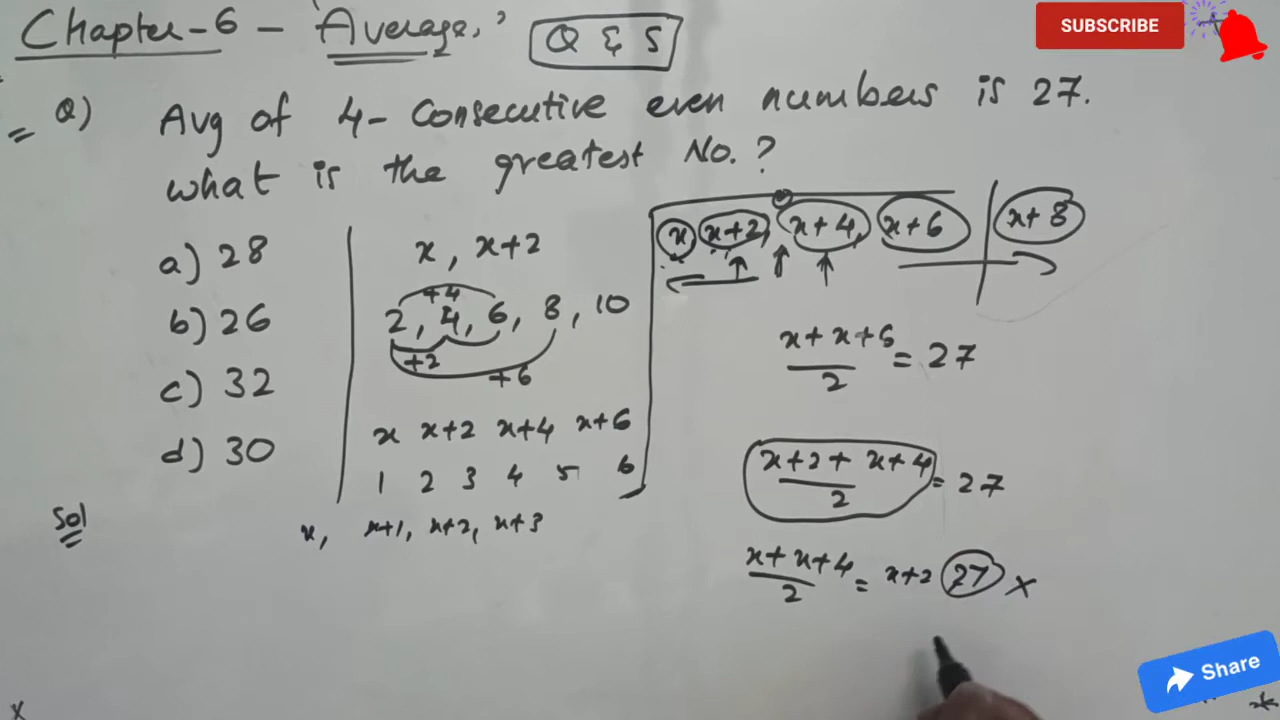 Chapter-6 - 'Average.' Q & S
SUBSCRIBE
Q) Avg of 4- Consecutive even numbers is 27.
what is the greatest No.?
a) 28
b) 26
c) 32
d) 30
Sol
x, x+2
+4
2, 4, 6, 8, 10
+2
+6
x x+2 x+4 x+6
1 2 3 4 5 6
x, x+1, x+2, x+3
x x+2, x+4, x+6 x+8
x+x+6/2 = 27
x+2+x+4/2 = 27
x+x+4/2 = x+2 27 x
Share